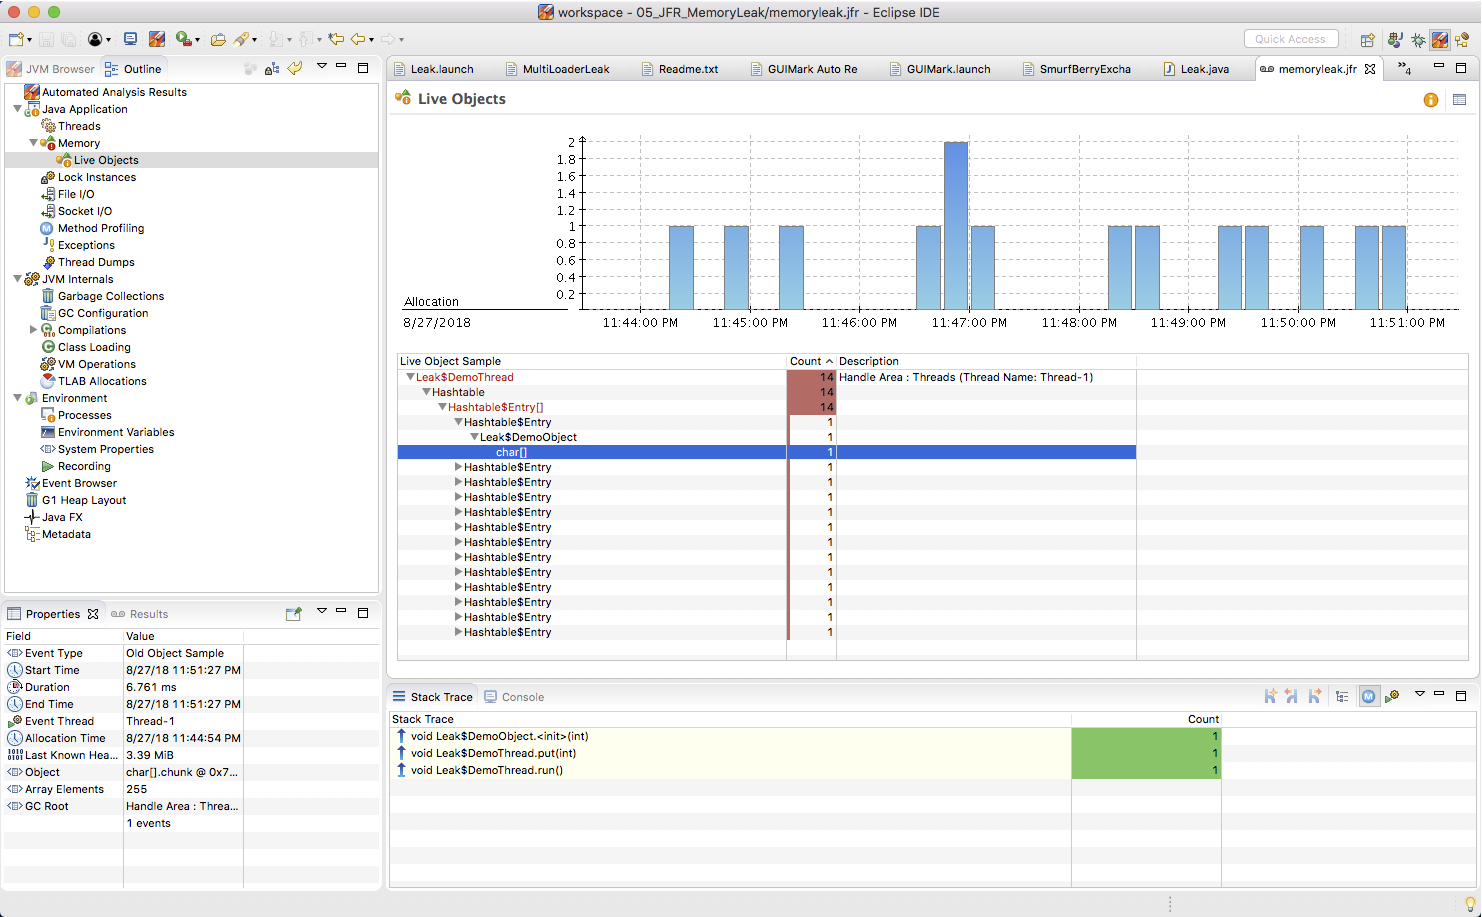 workspace - 05_JFR_MemoryLeak/memoryleak.jfr - Eclipse IDE
Quick Access
JVM Browser
Outline
Leak.launch
MultiLoaderLeak
Readme.txt
GUIMark Auto Re
GUIMark.launch
SmurfBerryExcha
Leak.java
memoryleak.jfr
»4
Automated Analysis Results
Java Application
Threads
Memory
Live Objects
Lock Instances
File I/O
Socket I/O
Method Profiling
Exceptions
Thread Dumps
JVM Internals
Garbage Collections
GC Configuration
Compilations
Class Loading
VM Operations
TLAB Allocations
Environment
Processes
Environment Variables
System Properties
Recording
Event Browser
G1 Heap Layout
Java FX
Metadata
Live Objects
2
1.8
1.6
1.4
1.2
1
0.8
0.6
0.4
0.2
Allocation
8/27/2018
11:44:00 PM 11:45:00 PM 11:46:00 PM 11:47:00 PM 11:48:00 PM 11:49:00 PM 11:50:00 PM 11:51:00 PM
Live Object Sample Count Description
Leak$DemoThread 14 Handle Area : Threads (Thread Name: Thread-1)
Hashtable 14
Hashtable$Entry[] 14
Hashtable$Entry 1
Leak$DemoObject 1
char[] 1
Hashtable$Entry 1
Hashtable$Entry 1
Hashtable$Entry 1
Hashtable$Entry 1
Hashtable$Entry 1
Hashtable$Entry 1
Hashtable$Entry 1
Hashtable$Entry 1
Hashtable$Entry 1
Hashtable$Entry 1
Hashtable$Entry 1
Hashtable$Entry 1
Properties
Results
Field Value
Event Type Old Object Sample
Start Time 8/27/18 11:51:27 PM
Duration 6.761 ms
End Time 8/27/18 11:51:27 PM
Event Thread Thread-1
Allocation Time 8/27/18 11:44:54 PM
Last Known Hea... 3.39 MiB
Object char[].chunk @ 0x7...
Array Elements 255
GC Root Handle Area : Threa...
1 events
Stack Trace
Console
Stack Trace Count
void Leak$DemoObject.<init>(int) 1
void Leak$DemoThread.put(int) 1
void Leak$DemoThread.run() 1